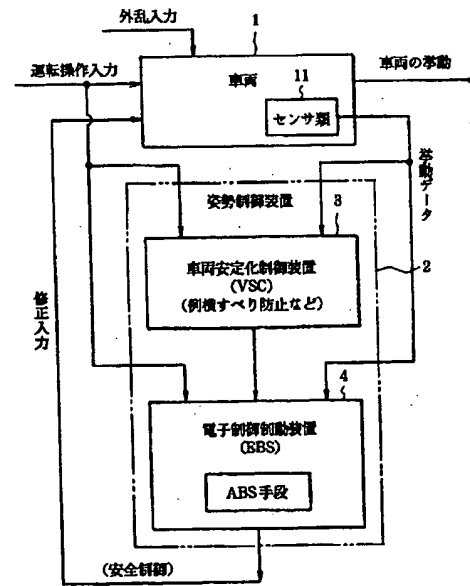 外乱入力
1
運転操作入力
車両
車両の挙動
11
センサ類
挙動データ
姿勢制御装置
3
車両安定化制御装置
(VSC)
(例横すべり防止など)
2
修正入力
4
電子制御制動装置
(EBS)
ABS手段
(安全制御)